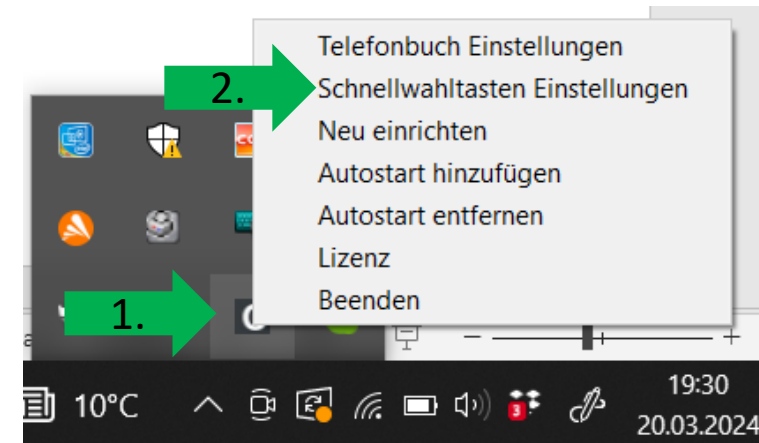 Telefonbuch Einstellungen
2.
Schnellwahltasten Einstellungen
Neu einrichten
Autostart hinzufügen
Autostart entfernen
Lizenz
Beenden
1.
10°C
3
19:30
20.03.2024